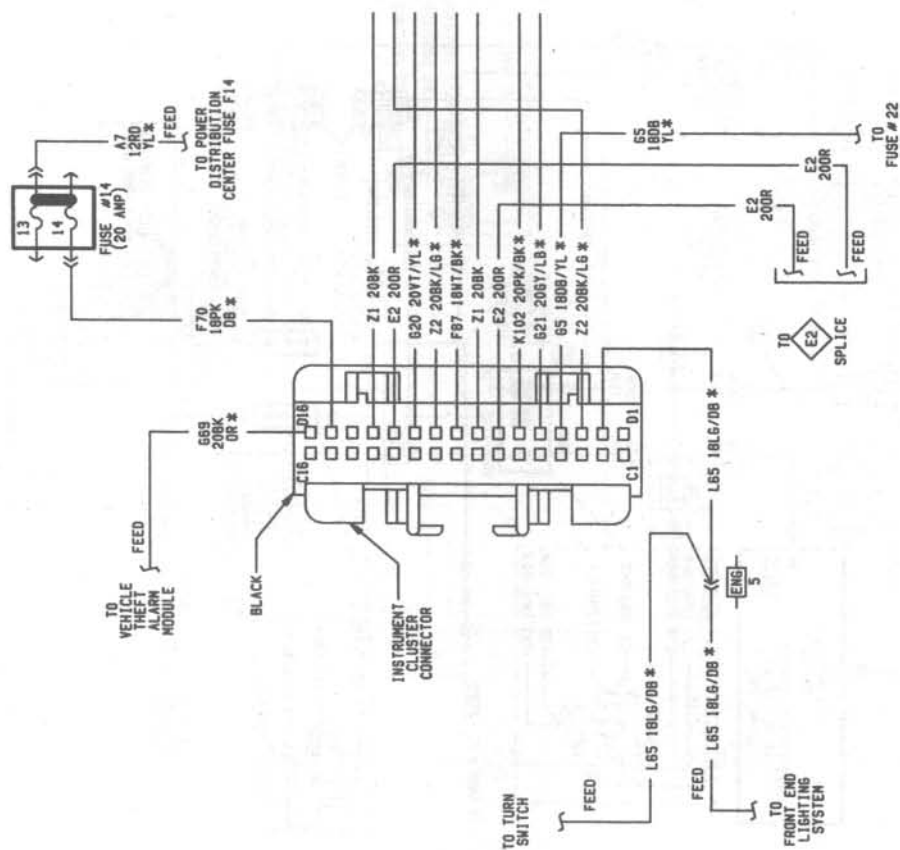 A7
12RD
YL*
FEED
TO POWER
DISTRIBUTION
CENTER FUSE F14
13
14
FUSE #14
(20 AMP)
F70
18PK
DB *
G69
20BK
OR *
FEED
TO
VEHICLE
THEFT
ALARM
MODULE
Z1 20BK
E2 20OR
G20 20VT/YL*
Z2 20BK/LG*
F87 18WT/BK*
Z1 20BK
E2 20OR
K102 20PK/BK*
G21 20GY/LB*
G5 18DB/YL*
Z2 20BK/LG*
G5
18DB
YL*
TO
FUSE # 22
E2
20OR
E2
20OR
FEED
FEED
TO
E2
SPLICE
D16
D1
C16
C1
BLACK
INSTRUMENT
CLUSTER
CONNECTOR
L65 18LG/DB *
ENG
5
L65 18LG/DB *
L65 18LG/DB *
FEED
TO TURN
SWITCH
FEED
TO
FRONT END
LIGHTING
SYSTEM